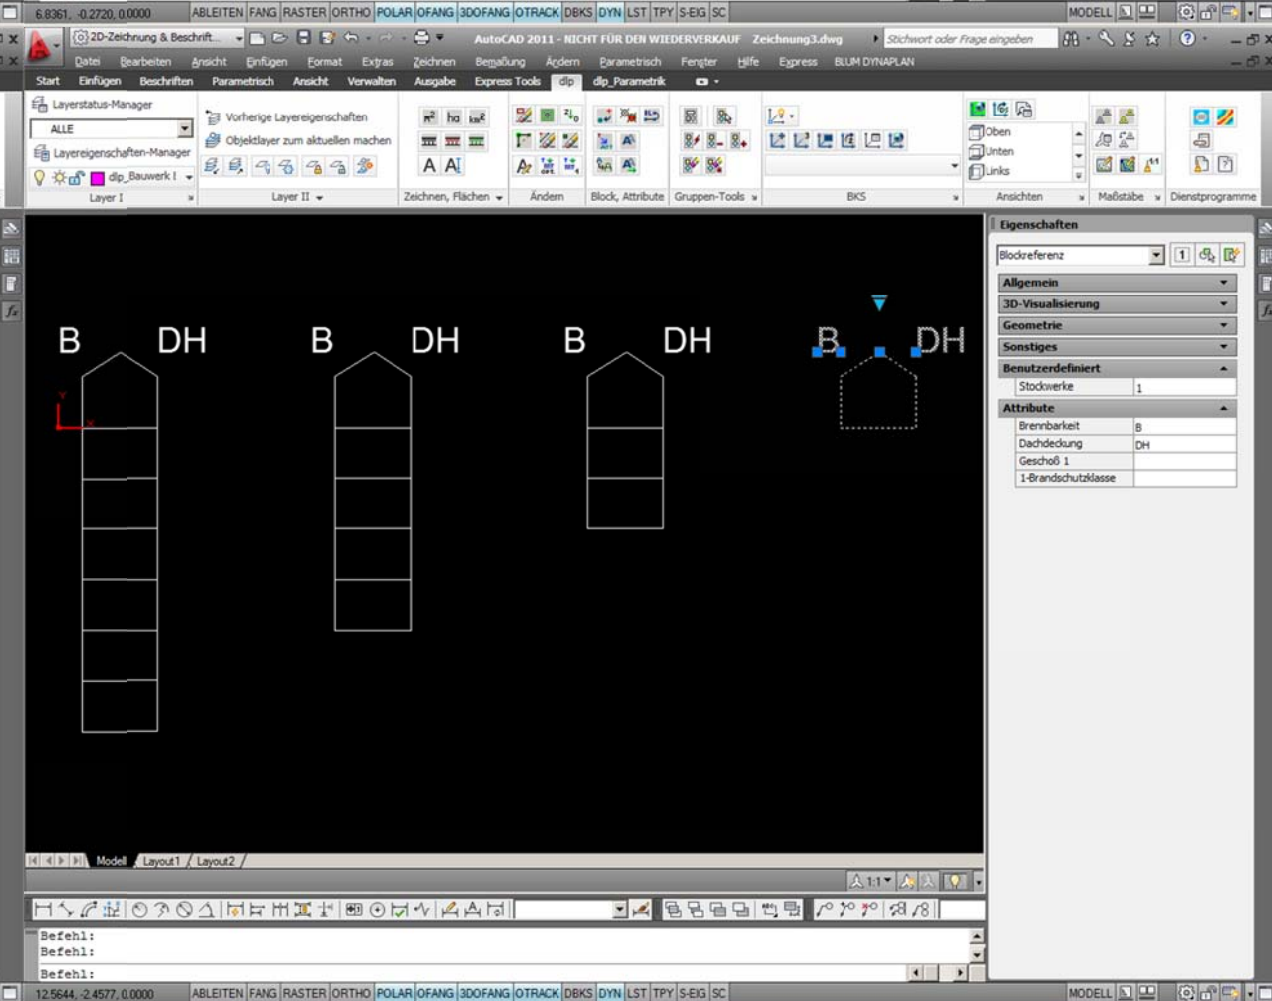 6.8361, -0.2720, 0.0000 ABLEITEN FANG RASTER ORTHO POLAR OFANG 3DOFANG OTRACK DBKS DYN LST TPY S-EIG SC MODELL
2D-Zeichnung & Beschrift... AutoCAD 2011 - NICHT FÜR DEN WIEDERVERKAUF Zeichnung3.dwg Stichwort oder Frage eingeben
Datei Bearbeiten Ansicht Einfügen Format Extras Zeichnen Bemaßung Ändern Parametrisch Fenster Hilfe Express BLUM DYNAPLAN
Start Einfügen Beschriften Parametrisch Ansicht Verwalten Ausgabe Express Tools dlp dlp_Parametrik
Layerstatus-Manager
Vorherige Layereigenschaften
m² ha km²
ALLE
Objektlayer zum aktuellen machen
Oben
Layereigenschaften-Manager
Unten
A AI
Links
dlp_Bauwerk I
Layer I Layer II Zeichnen, Flächen Ändern Block, Attribute Gruppen-Tools BKS Ansichten Maßstäbe Dienstprogramme
Eigenschaften
Blockreferenz 1
Allgemein
3D-Visualisierung
Geometrie
Sonstiges
Benutzerdefiniert
Stockwerke 1
Attribute
Brennbarkeit B
Dachdeckung DH
Geschoß 1
1-Brandschutzklasse
B DH B DH B DH B DH
Y
X
Modell Layout1 Layout2
1:1
Befehl:
Befehl:
Befehl:
12.5644, -2.4577, 0.0000 ABLEITEN FANG RASTER ORTHO POLAR OFANG 3DOFANG OTRACK DBKS DYN LST TPY S-EIG SC MODELL